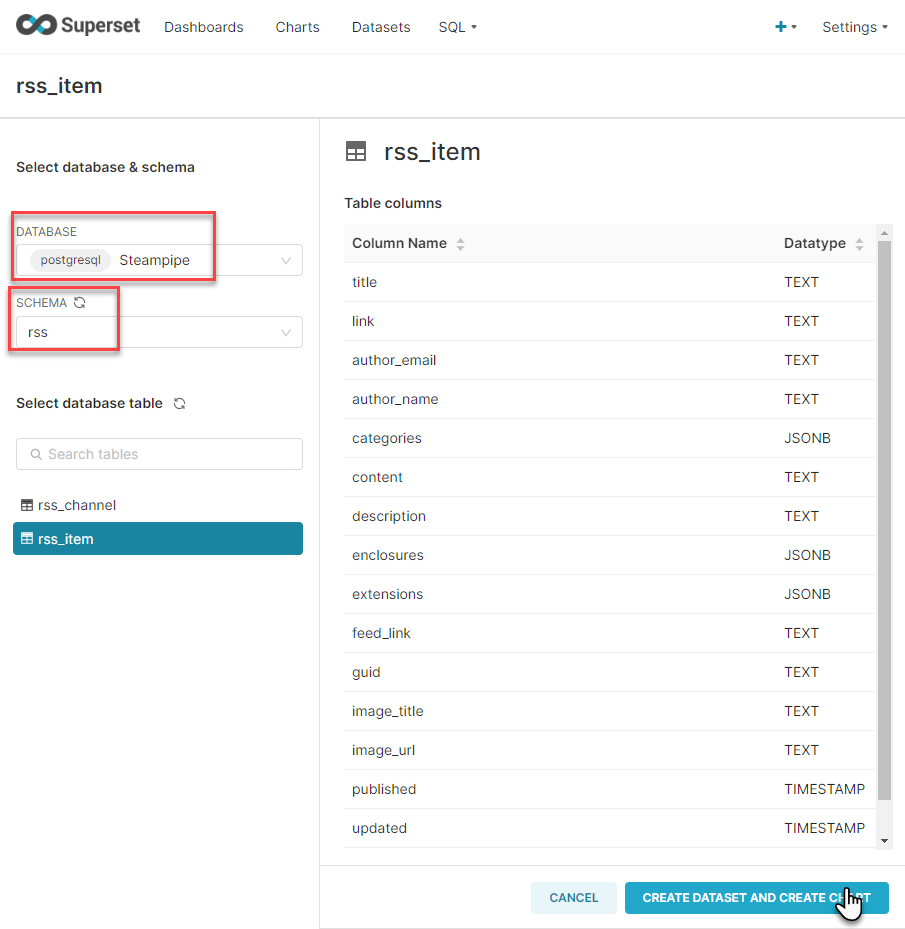 Superset Dashboards Charts Datasets SQL Settings
rss_item
Select database & schema
DATABASE
postgresql Steampipe
SCHEMA
rss
Select database table
Search tables
rss_channel
rss_item
rss_item
Table columns
Column Name Datatype
title TEXT
link TEXT
author_email TEXT
author_name TEXT
categories JSONB
content TEXT
description TEXT
enclosures JSONB
extensions JSONB
feed_link TEXT
guid TEXT
image_title TEXT
image_url TEXT
published TIMESTAMP
updated TIMESTAMP
CANCEL CREATE DATASET AND CREATE CHART